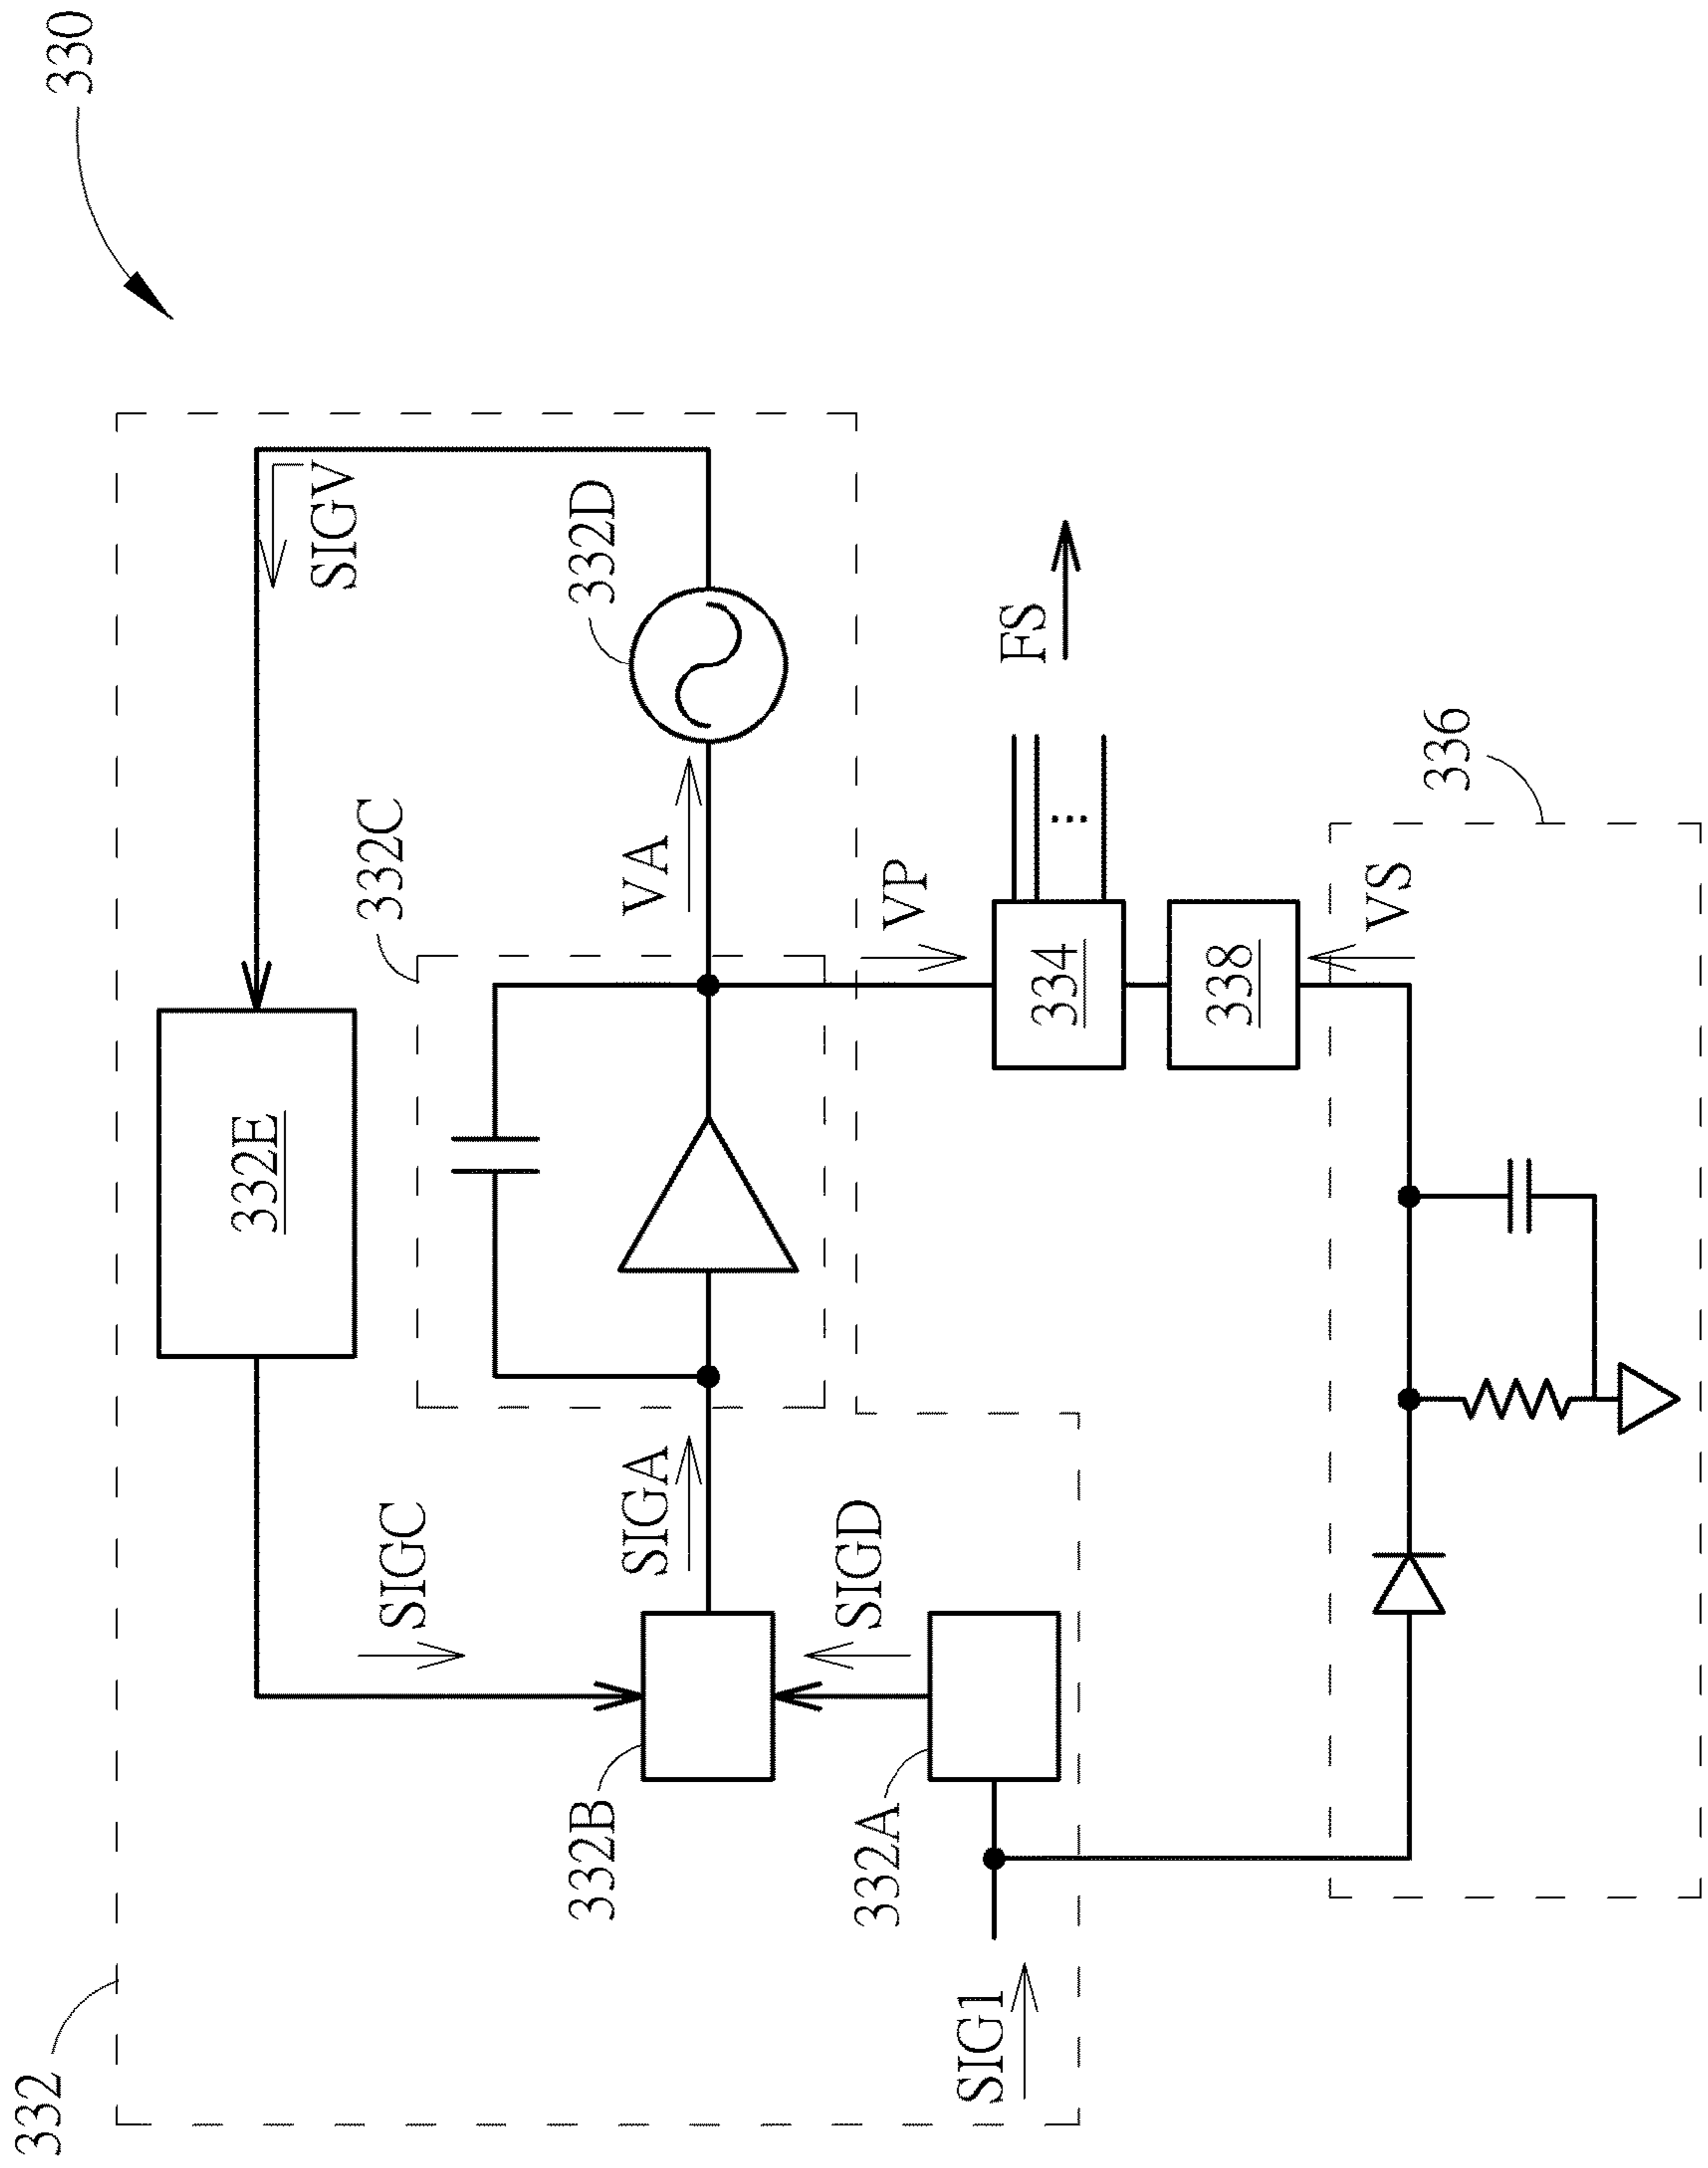 330
332
332E
SIGV
SIGC
332C
332D
332B
SIGA
VA
SIGD
332A
VP
FS
SIG1
334
338
VS
336